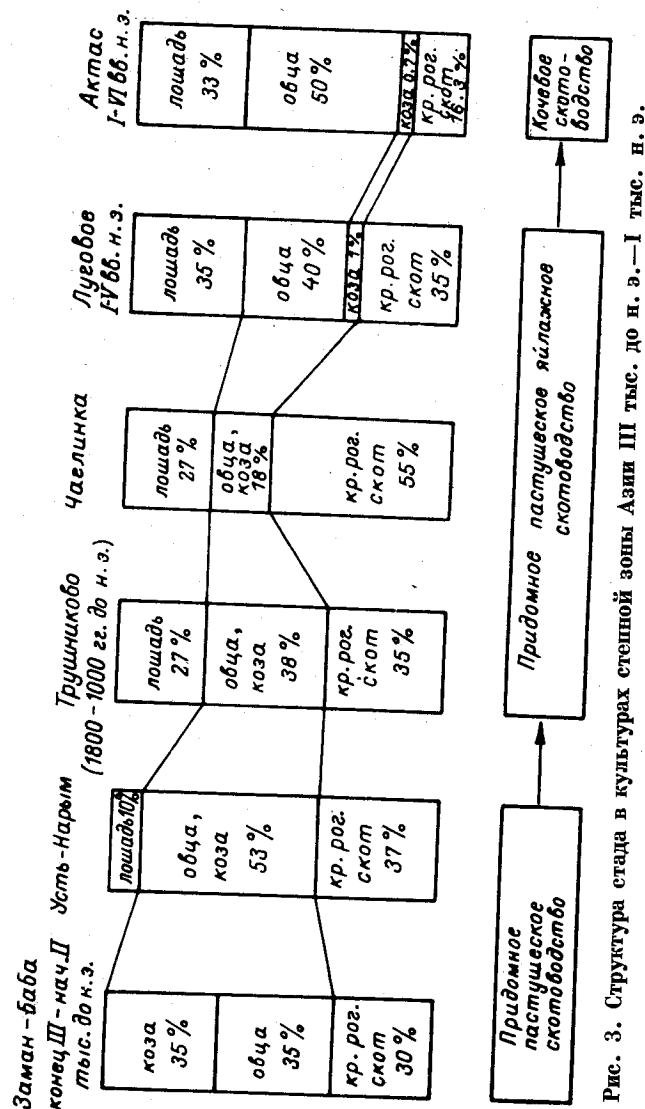 Заман-баба
конец III - нач. II
тыс. до н. э.
коза
35 %
овца
35 %
кр. рог.
скот
30 %
Усть-Нарым
лошадь 10%
овца,
коза
53 %
кр. рог.
скот
37 %
Трушниково
(1800-1000 гг. до н. э.)
лошадь
27 %
овца,
коза
38 %
кр. рог.
скот
35 %
Чаглинка
лошадь
27 %
овца,
коза
18 %
кр. рог.
скот
55 %
Луговое
I-V вв. н. э.
лошадь
35 %
овца
40 %
коза 1 %
кр. рог.
скот
35 %
Актас
I-VI вв. н. э.
лошадь
33 %
овца
50 %
коза 0.7 %
кр. рог.
скот
16.3 %
Придомное
пастушеское
скотоводство
Придомное пастушеское яйлажное
скотоводство
Кочевое
ското-
водство
Рис. 3. Структура стада в культурах степной зоны Азии III тыс. до н. э.—I тыс. н. э.